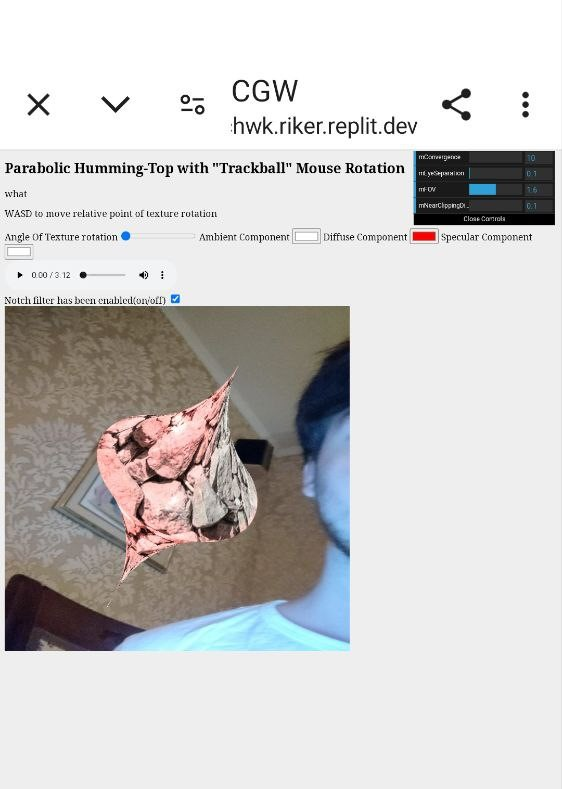 CGW
:hwk.riker.replit.dev
mConvergence 10
mEyeSeparation 0.1
mFOV 1.6
mNearClippingDi... 0.1
Close Controls
Parabolic Humming-Top with "Trackball" Mouse Rotation
what
WASD to move relative point of texture rotation
Angle Of Texture rotation Ambient Component Diffuse Component Specular Component
0:00 / 3:12
Notch filter has been enabled(on/off)